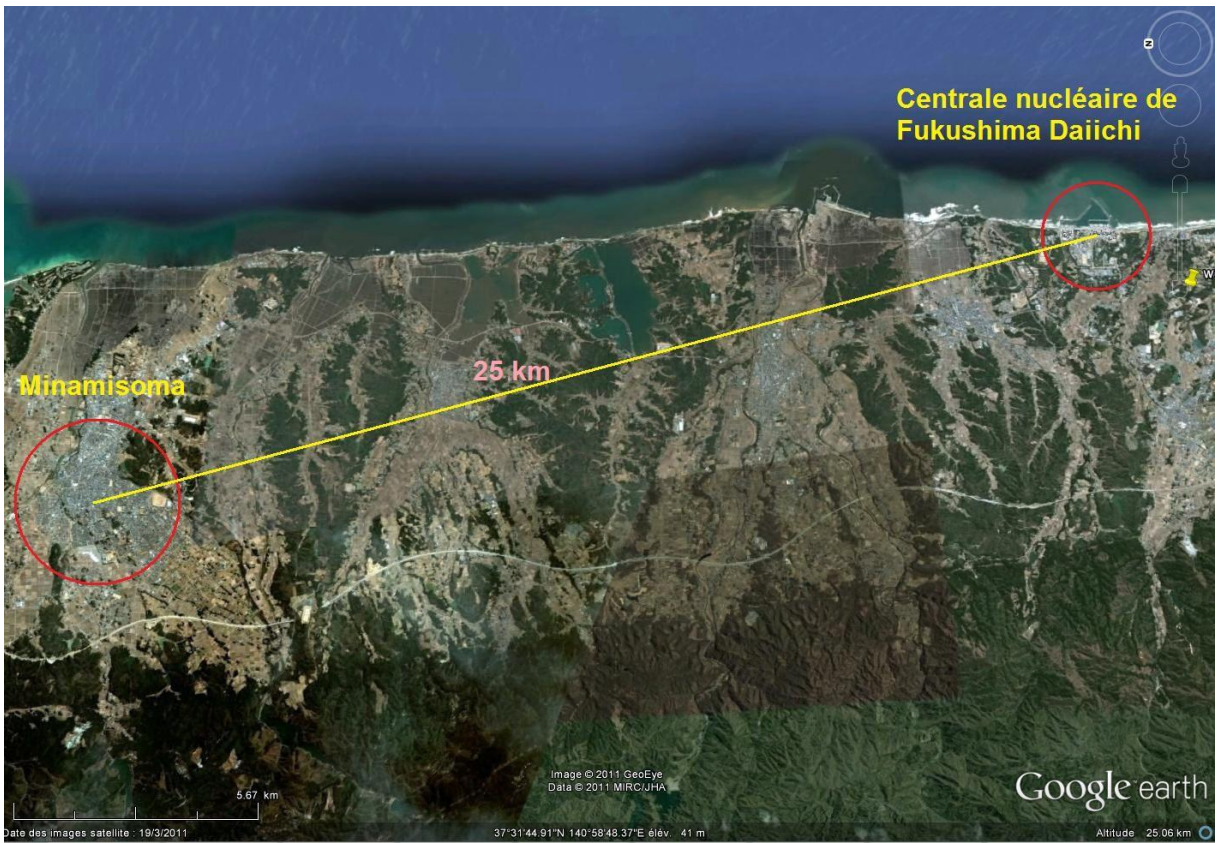 N
Centrale nucléaire de
Fukushima Daiichi
W
25 km
Minamisoma
Image © 2011 GeoEye
Data © 2011 MIRC/JHA
Google earth
5.67 km
Date des images satellite : 19/3/2011
37°31'44.91"N 140°58'48.37"E élév. 41 m
Altitude 25.06 km